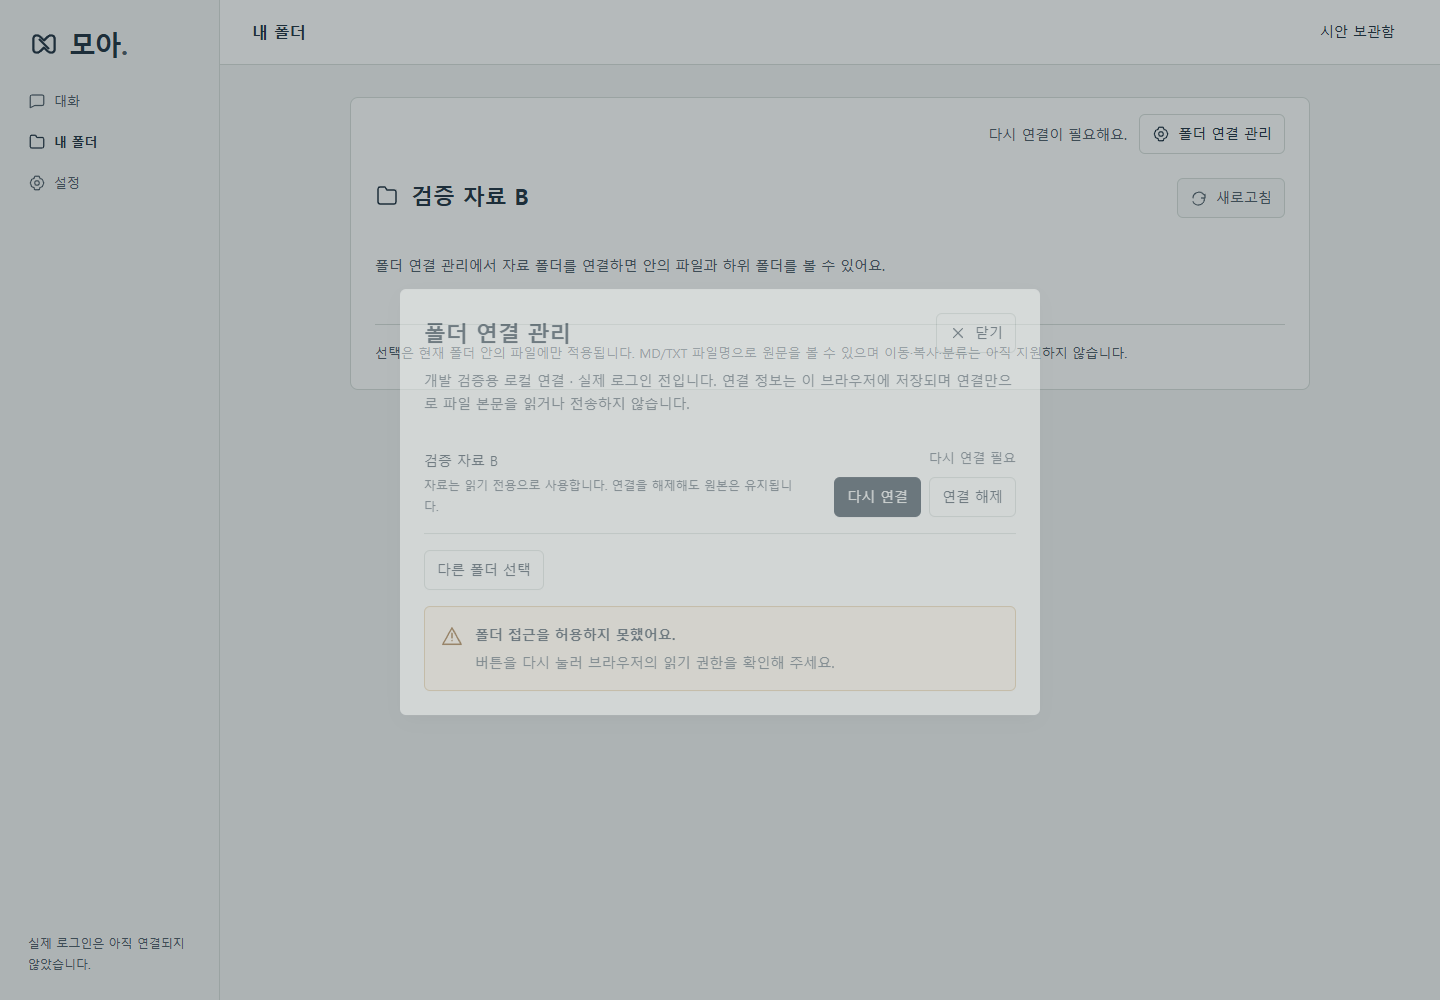 모아.
대화
내 폴더
설정
실제 로그인은 아직 연결되지
않았습니다.
내 폴더
시안 보관함
다시 연결이 필요해요.
폴더 연결 관리
검증 자료 B
새로고침
폴더 연결 관리에서 자료 폴더를 연결하면 안의 파일과 하위 폴더를 볼 수 있어요.
선택은 현재 폴더 안의 파일에만 적용됩니다. MD/TXT 파일명으로 원문을 볼 수 있으며 이동·복사·분류는 아직 지원하지 않습니다.
폴더 연결 관리
닫기
개발 검증용 로컬 연결 · 실제 로그인 전입니다. 연결 정보는 이 브라우저에 저장되며 연결만으
로 파일 본문을 읽거나 전송하지 않습니다.
검증 자료 B
다시 연결 필요
자료는 읽기 전용으로 사용합니다. 연결을 해제해도 원본은 유지됩니
다.
다시 연결
연결 해제
다른 폴더 선택
폴더 접근을 허용하지 못했어요.
버튼을 다시 눌러 브라우저의 읽기 권한을 확인해 주세요.